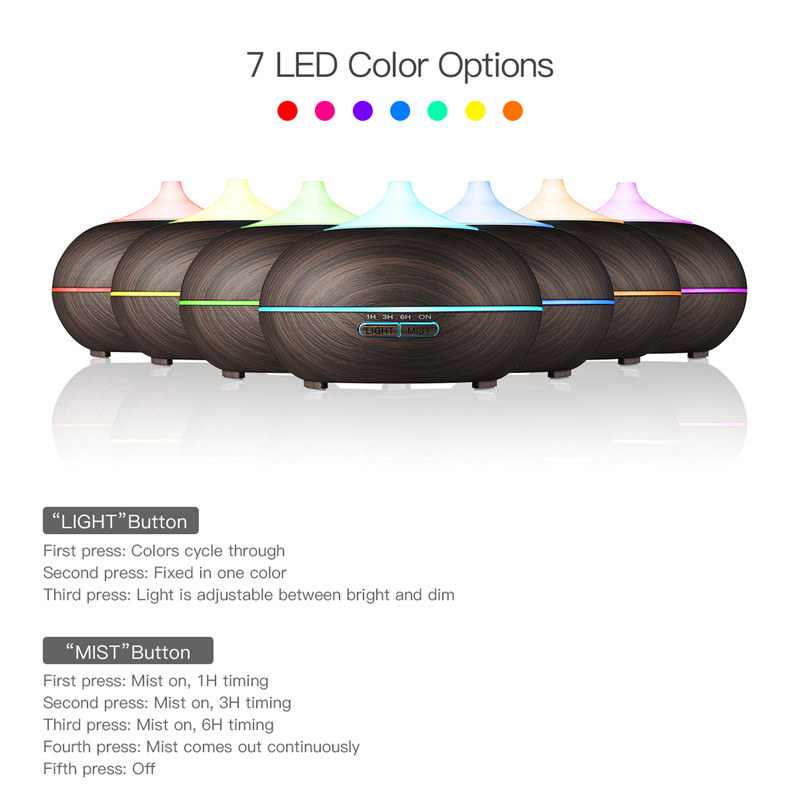 7 LED Color Options
1H 3H 6H ON
LIGHT MIST
“LIGHT”Button
First press: Colors cycle through
Second press: Fixed in one color
Third press: Light is adjustable between bright and dim
“MIST”Button
First press: Mist on, 1H timing
Second press: Mist on, 3H timing
Third press: Mist on, 6H timing
Fourth press: Mist comes out continuously
Fifth press: Off